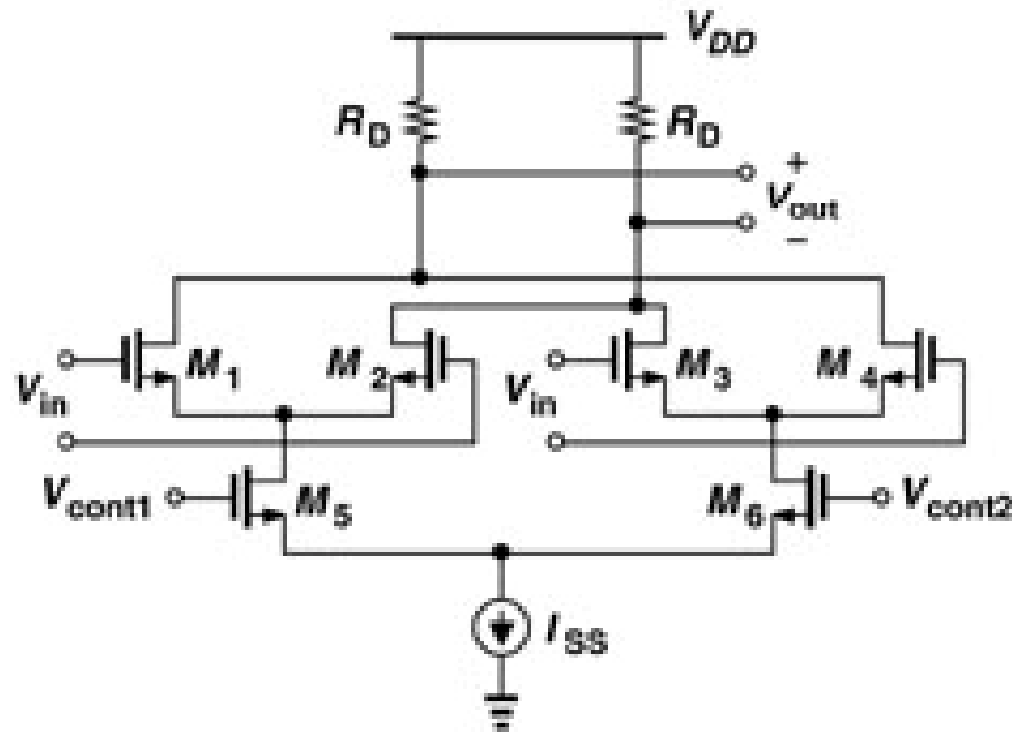 V_DD
R_D R_D
+
V_out
−
M_1 M_2 M_3 M_4
V_in V_in
V_cont1 M_5 M_6 V_cont2
I_SS